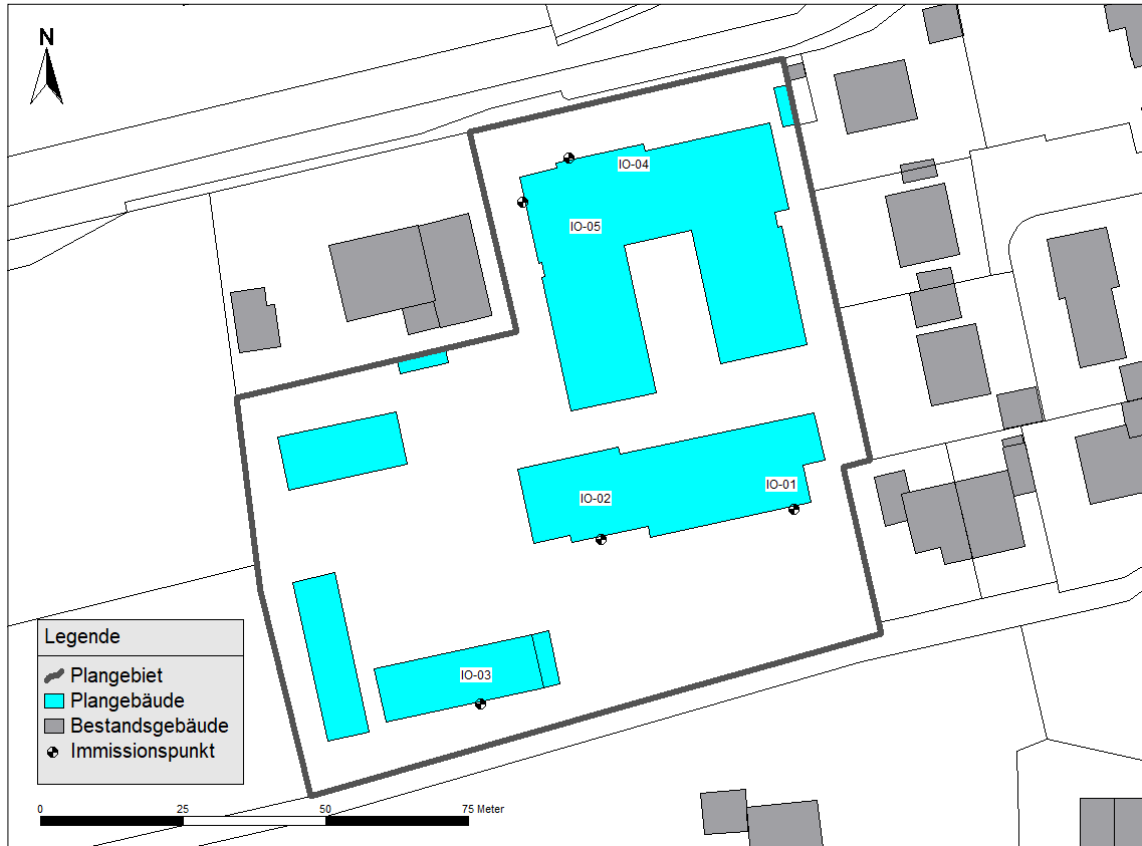 N
IO-04
IO-05
IO-01
IO-02
IO-03
Legende
Plangebiet
Plangebäude
Bestandsgebäude
Immissionspunkt
0 25 50 75 Meter